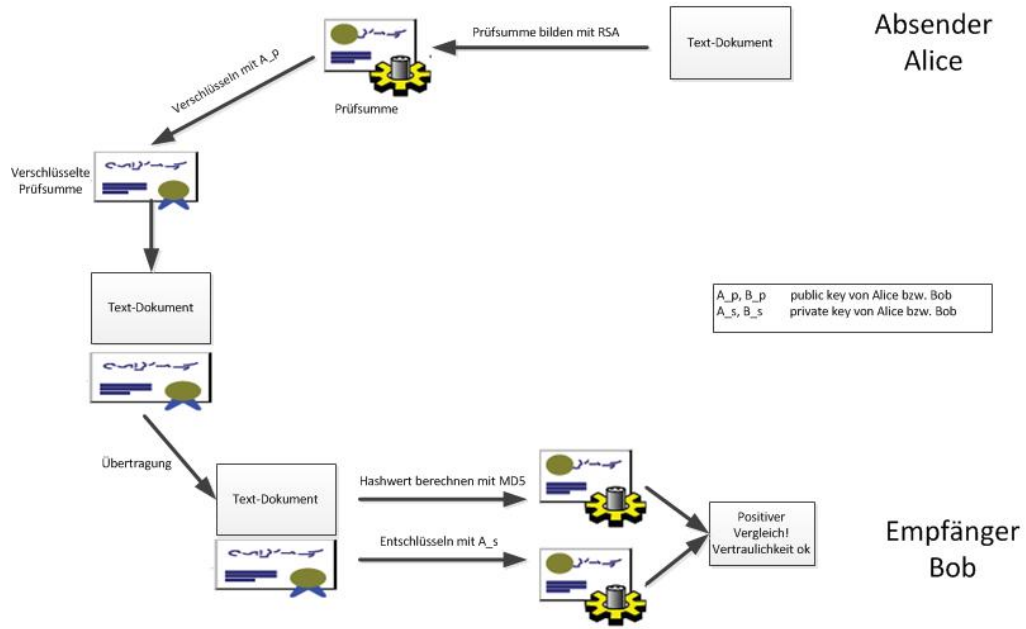 Absender
Alice
Text-Dokument
Prüfsumme bilden mit RSA
Prüfsumme
Verschlüsseln mit A_p
Verschlüsselte
Prüfsumme
Text-Dokument
A_p, B_p public key von Alice bzw. Bob
A_s, B_s private key von Alice bzw. Bob
Übertragung
Text-Dokument
Hashwert berechnen mit MD5
Entschlüseln mit A_s
Positiver
Vergleich!
Vertraulichkeit ok
Empfänger
Bob